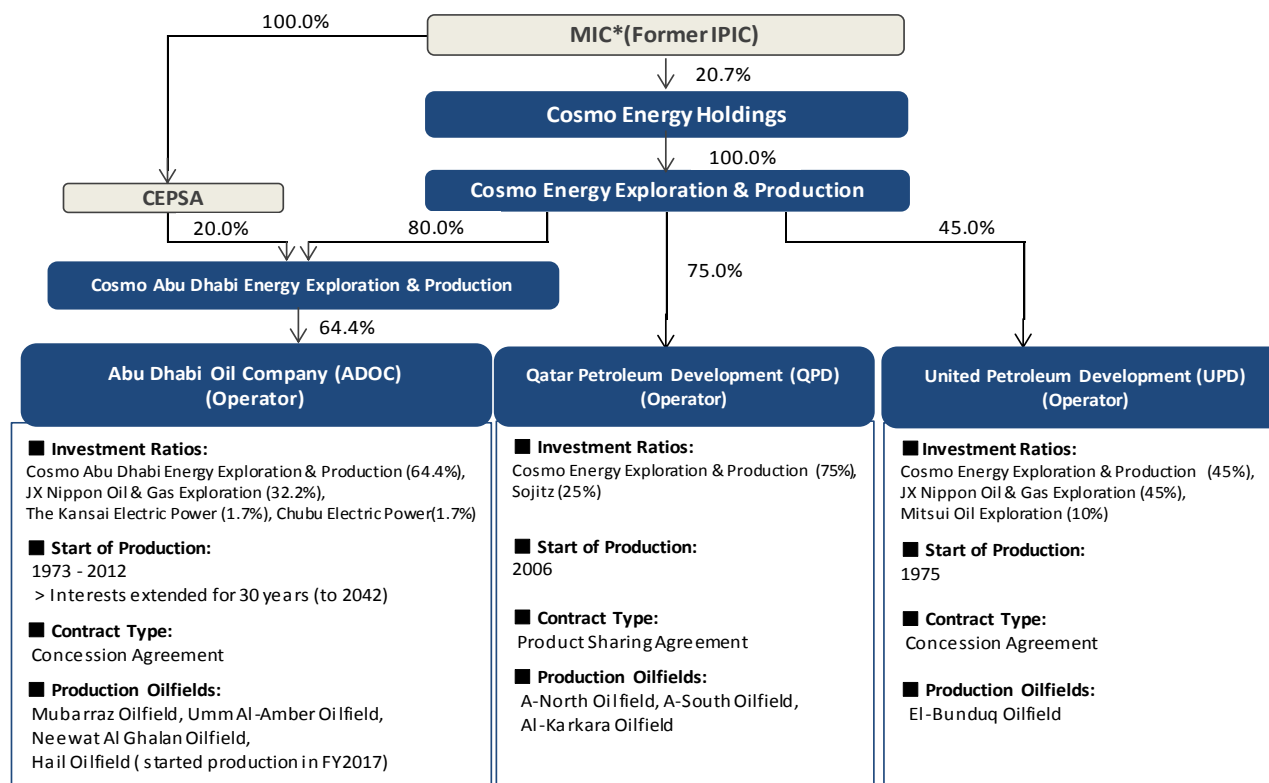 100.0%
MIC*(Former IPIC)
20.7%
Cosmo Energy Holdings
100.0%
Cosmo Energy Exploration & Production
CEPSA
20.0%
80.0%
45.0%
75.0%
Cosmo Abu Dhabi Energy Exploration & Production
64.4%
Abu Dhabi Oil Company (ADOC)
(Operator)
■ Investment Ratios:
Cosmo Abu Dhabi Energy Exploration & Production (64.4%),
JX Nippon Oil & Gas Exploration (32.2%),
The Kansai Electric Power (1.7%), Chubu Electric Power(1.7%)
■ Start of Production:
1973 - 2012
> Interests extended for 30 years (to 2042)
■ Contract Type:
Concession Agreement
■ Production Oilfields:
Mubarraz Oilfield, Umm Al-Amber Oilfield,
Neewat Al Ghalan Oilfield,
Hail Oilfield ( started production in FY2017)
Qatar Petroleum Development (QPD)
(Operator)
■ Investment Ratios:
Cosmo Energy Exploration & Production (75%),
Sojitz (25%)
■ Start of Production:
2006
■ Contract Type:
Product Sharing Agreement
■ Production Oilfields:
A-North Oilfield, A-South Oilfield,
Al-Karkara Oilfield
United Petroleum Development (UPD)
(Operator)
■ Investment Ratios:
Cosmo Energy Exploration & Production (45%),
JX Nippon Oil & Gas Exploration (45%),
Mitsui Oil Exploration (10%)
■ Start of Production:
1975
■ Contract Type:
Concession Agreement
■ Production Oilfields:
El-Bunduq Oilfield